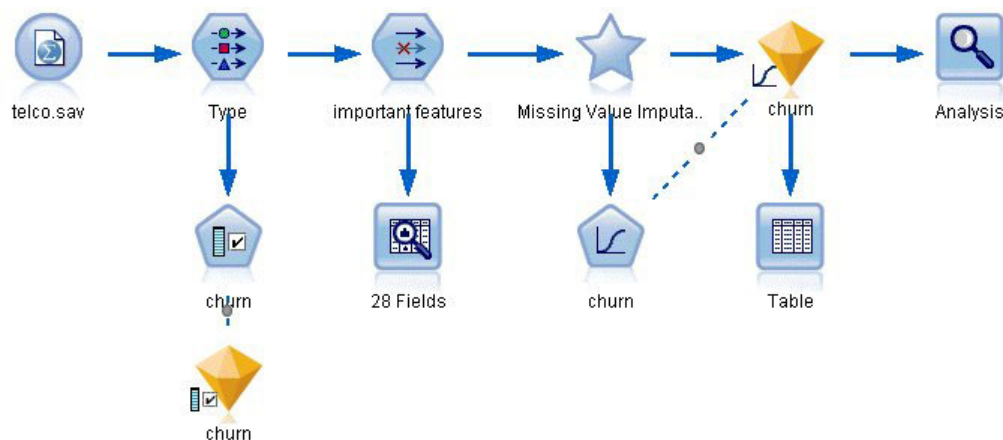 telco.sav
Type
important features
Missing Value Imputa..
churn
Analysis
churn
28 Fields
churn
Table
churn